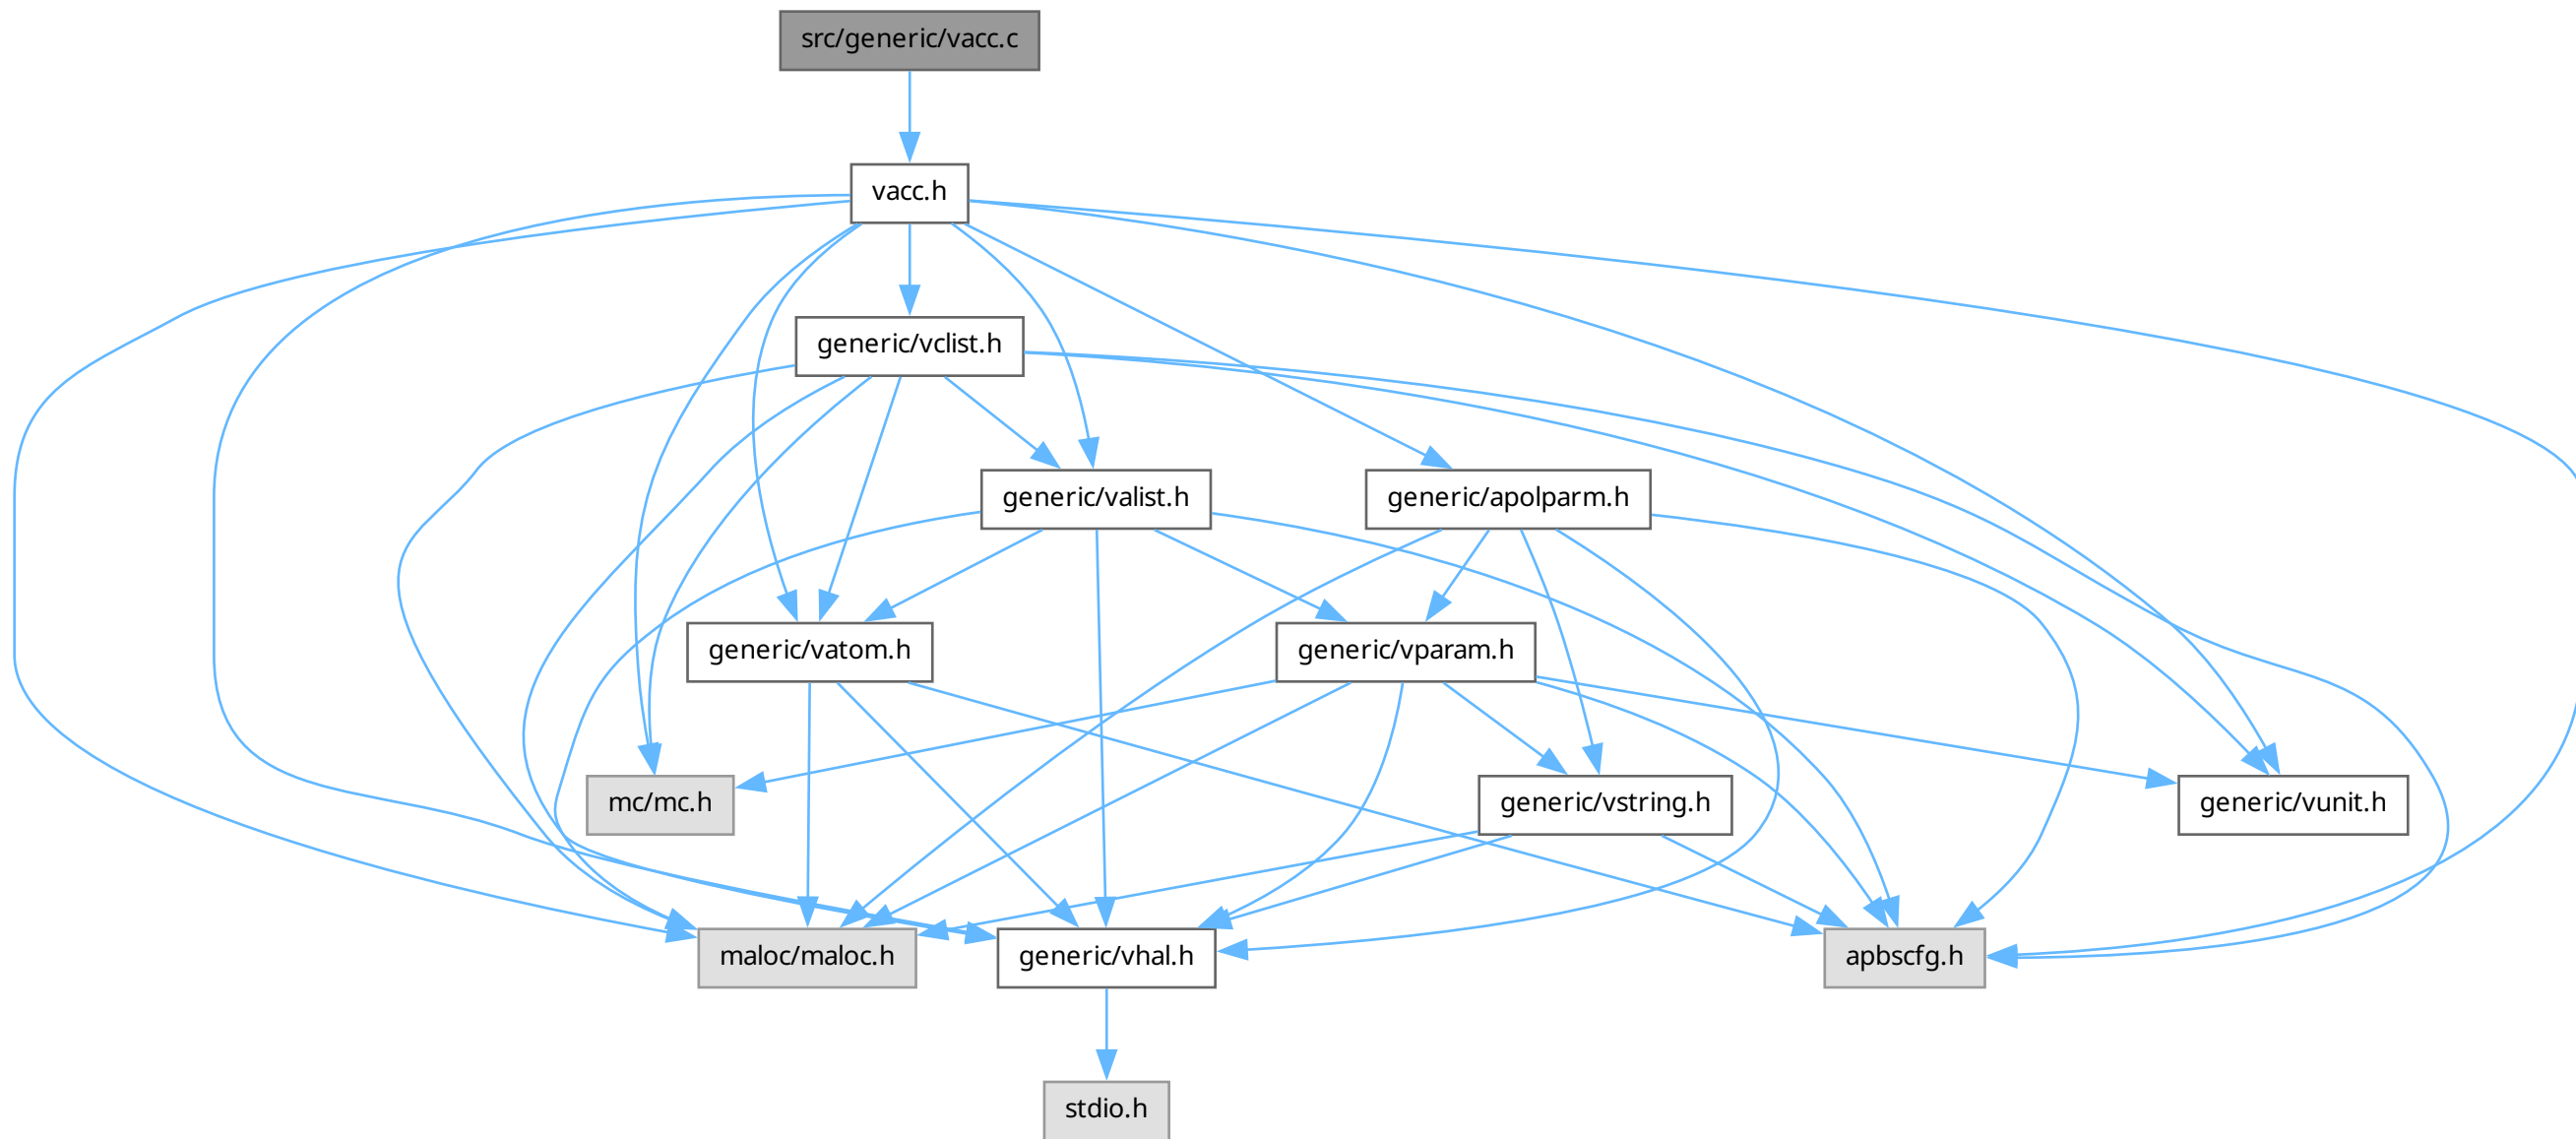 src/generic/vacc.c
vacc.h
generic/vclist.h
generic/valist.h
generic/apolparm.h
generic/vatom.h
generic/vparam.h
mc/mc.h
generic/vstring.h
generic/vunit.h
maloc/maloc.h
generic/vhal.h
apbscfg.h
stdio.h